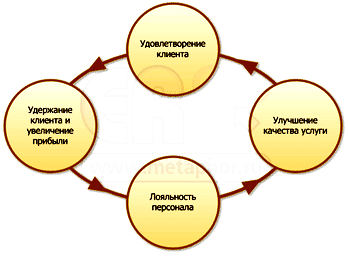 Удовлетворение
клиента
Удержание
клиента и
увеличение
прибыли
Улучшение
качества услуги
Лояльность
персонала